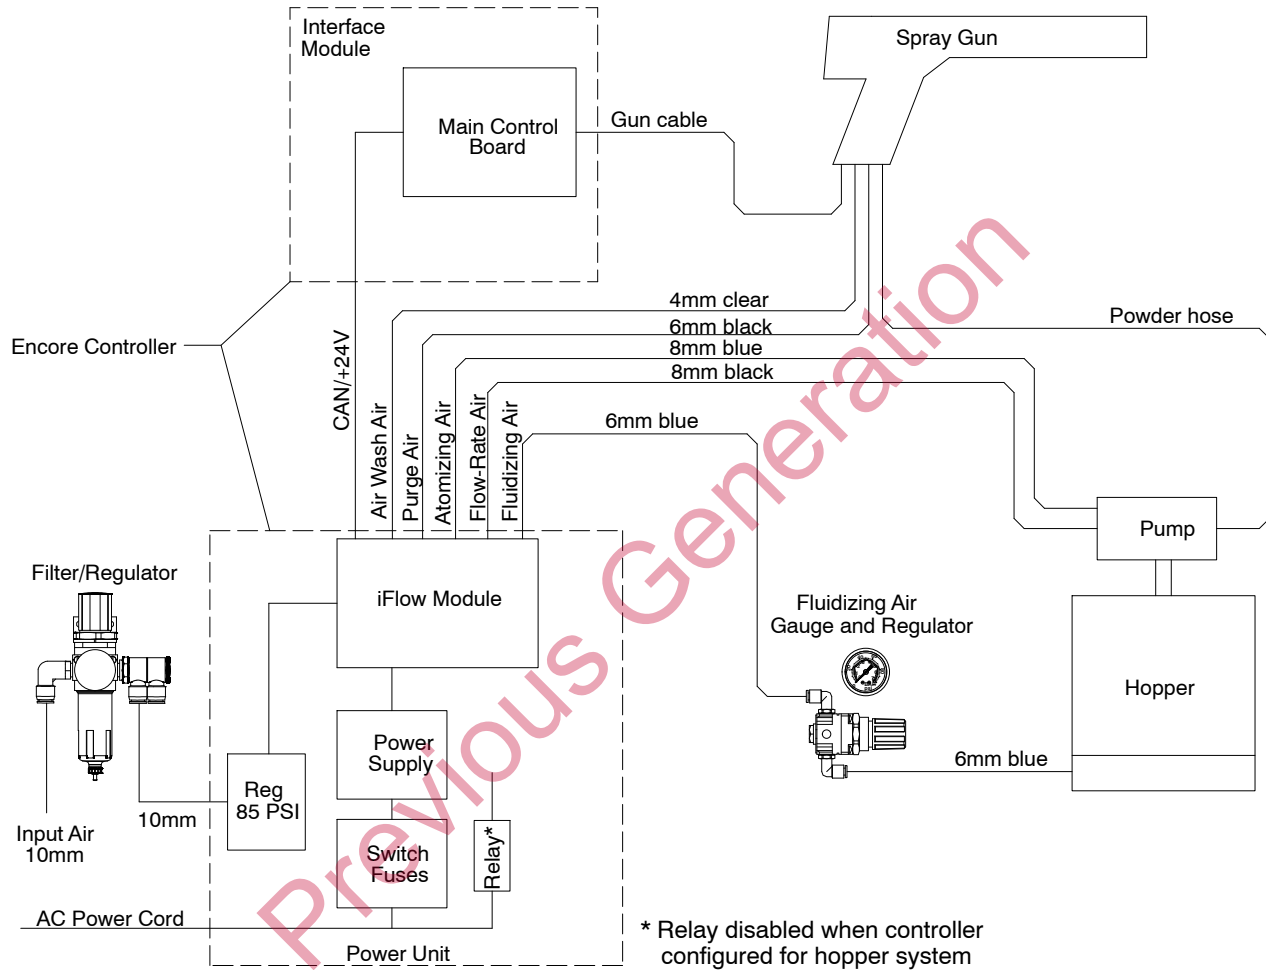 Interface
Module
Spray Gun
Main Control
Board
Gun cable
4mm clear
Powder hose
6mm black
Encore Controller
8mm blue
8mm black
CAN/+24V
Air Wash Air
Purge Air
Atomizing Air
Flow-Rate Air
Fluidizing Air
6mm blue
Pump
Filter/Regulator
iFlow Module
Fluidizing Air
Gauge and Regulator
Hopper
Power
Supply
6mm blue
Reg
85 PSI
10mm
Input Air
10mm
Switch
Fuses
Relay*
AC Power Cord
Power Unit
* Relay disabled when controller
configured for hopper system
Previous Generation